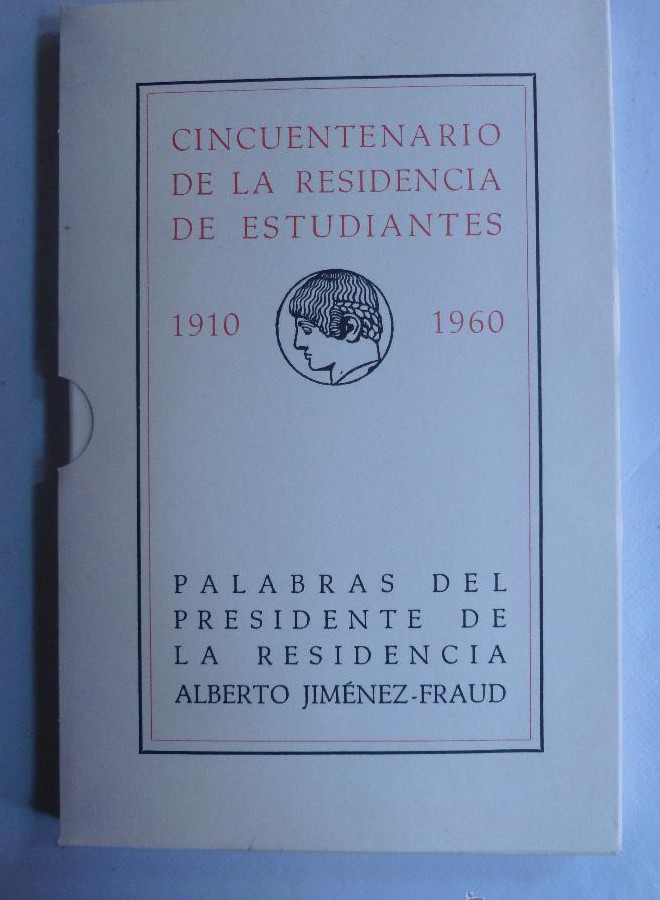 CINCUENTENARIO
DE LA RESIDENCIA
DE ESTUDIANTES
1910 1960
PALABRAS DEL
PRESIDENTE DE
LA RESIDENCIA
ALBERTO JIMÉNEZ-FRAUD